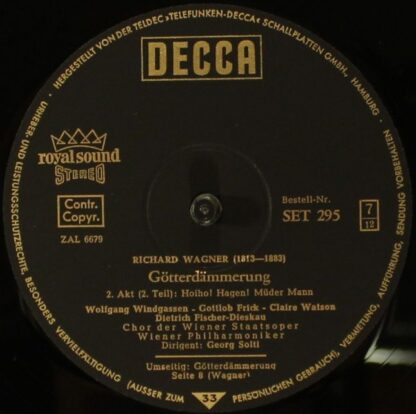 HERGESTELLT VON DER TELDEC »TELEFUNKEN-DECCA« SCHALLPLATTEN GMBH, HAMBURG -
URHEBER- UND LEISTUNGSSCHUTZRECHTE, BESONDERS VERVIELFÄLTIGUNG (AUSSER ZUM PERSÖNLICHEN GEBRAUCH), VERMIETUNG, AUFFÜHRUNG, SENDUNG VORBEHALTEN
DECCA
royal sound
STEREO
Contr.
Copyr.
ZAL 6679
Bestell-Nr.
SET 295
7
12
RICHARD WAGNER (1813—1883)
Götterdämmerung
2. Akt (2. Teil): Hoiho! Hagen! Müder Mann
Wolfgang Windgassen - Gottlob Frick - Claire Watson
Dietrich Fischer-Dieskau
Chor der Wiener Staatsoper
Wiener Philharmoniker
Dirigent: Georg Solti
Umseitig: Götterdämmerung
Seite 8 (Wagner)
33